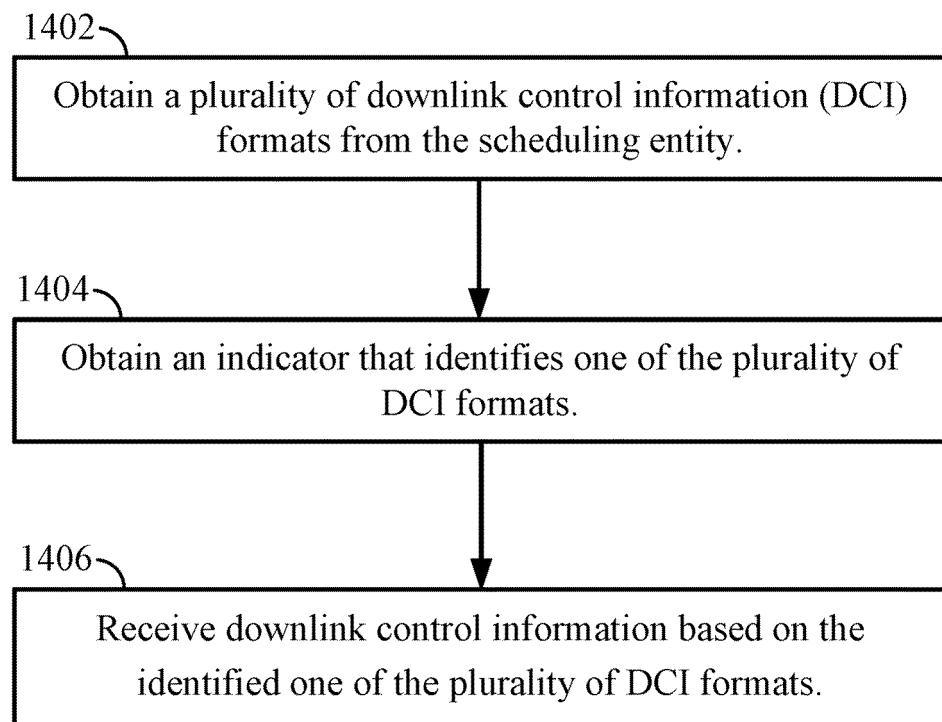 1402
Obtain a plurality of downlink control information (DCI)
formats from the scheduling entity.
1404
Obtain an indicator that identifies one of the plurality of
DCI formats.
1406
Receive downlink control information based on the
identified one of the plurality of DCI formats.